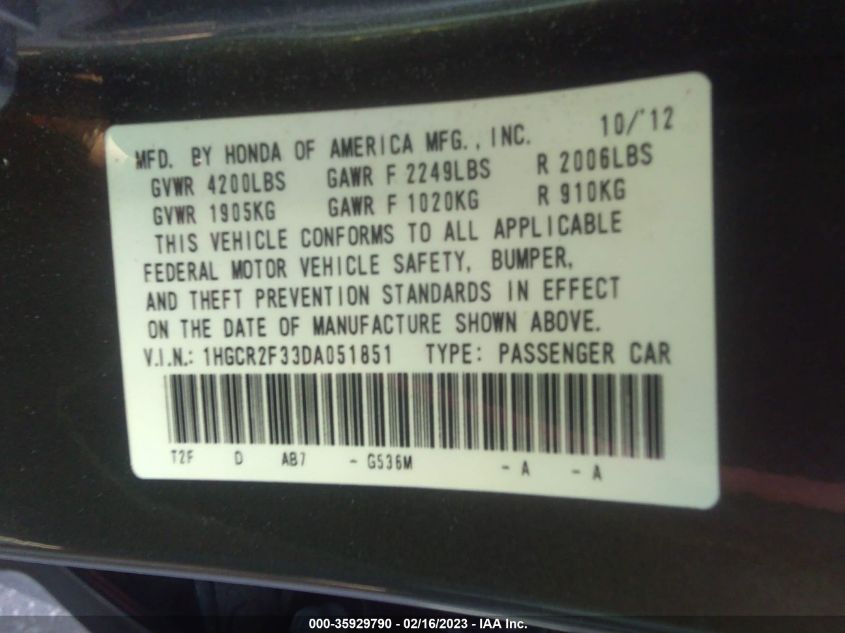 MFD. BY HONDA OF AMERICA MFG., INC. 10/'12
GVWR 4200LBS GAWR F 2249LBS R 2006LBS
GVWR 1905KG GAWR F 1020KG R 910KG
THIS VEHICLE CONFORMS TO ALL APPLICABLE
FEDERAL MOTOR VEHICLE SAFETY, BUMPER,
AND THEFT PREVENTION STANDARDS IN EFFECT
ON THE DATE OF MANUFACTURE SHOWN ABOVE.
V.I.N.: 1HGCR2F33DA051851 TYPE: PASSENGER CAR
T2F D AB7 - G536M - A - A
000-35929790 - 02/16/2023 - IAA Inc.